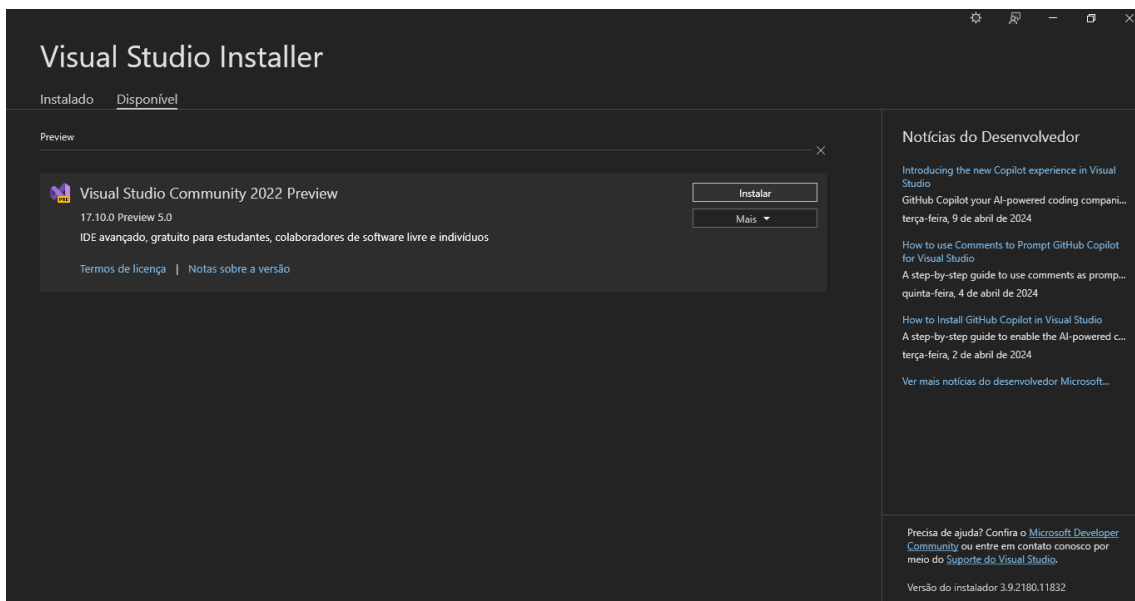 Visual Studio Installer
Instalado Disponível
Preview
Visual Studio Community 2022 Preview
17.10.0 Preview 5.0
IDE avançado, gratuito para estudantes, colaboradores de software livre e indivíduos
Termos de licença | Notas sobre a versão
Instalar
Mais
PRE
Notícias do Desenvolvedor
Introducing the new Copilot experience in Visual
Studio
GitHub Copilot your AI-powered coding compani...
terça-feira, 9 de abril de 2024
How to use Comments to Prompt GitHub Copilot
for Visual Studio
A step-by-step guide to use comments as promp...
quinta-feira, 4 de abril de 2024
How to Install GitHub Copilot in Visual Studio
A step-by-step guide to enable the AI-powered c...
terça-feira, 2 de abril de 2024
Ver mais notícias do desenvolvedor Microsoft...
Precisa de ajuda? Confira o Microsoft Developer
Community ou entre em contato conosco por
meio do Suporte do Visual Studio.
Versão do instalador 3.9.2180.11832